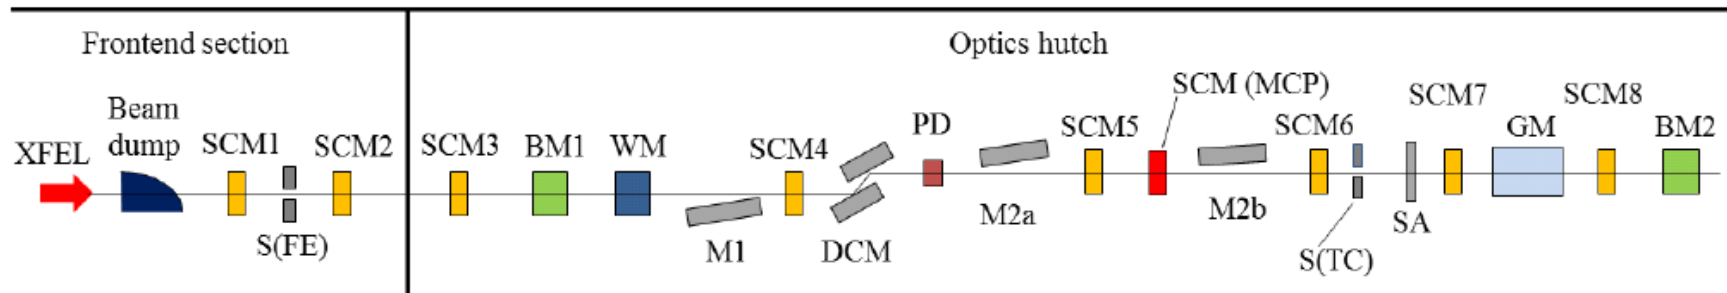 Frontend section
Optics hutch
XFEL
Beam
dump
SCM1
S(FE)
SCM2
SCM3
BM1
WM
M1
SCM4
DCM
PD
M2a
SCM5
SCM (MCP)
M2b
SCM6
S(TC)
SA
SCM7
GM
SCM8
BM2